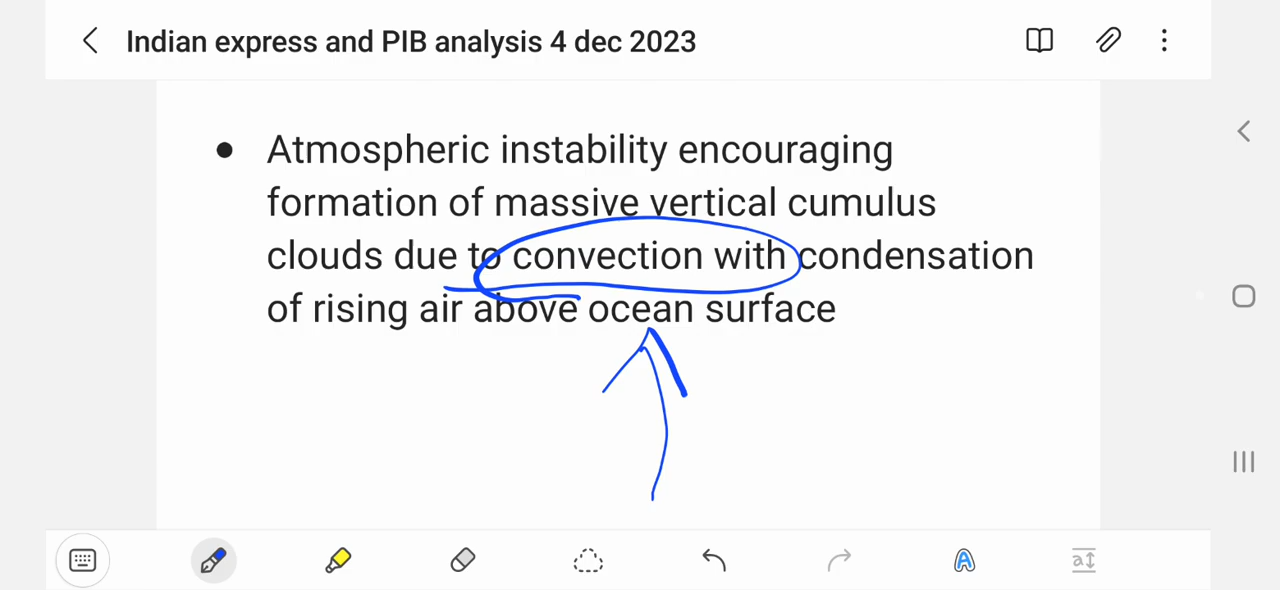 Indian express and PIB analysis 4 dec 2023
● Atmospheric instability encouraging
formation of massive vertical cumulus
clouds due to convection with condensation
of rising air above ocean surface
A
a